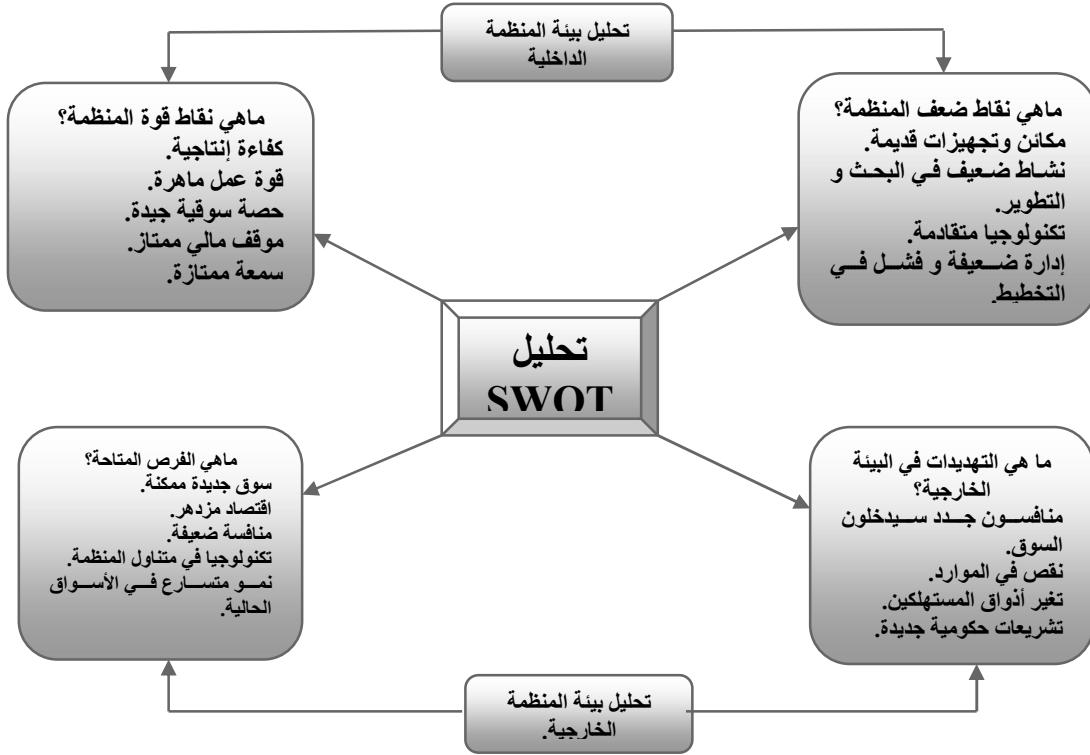 تحليل بيئة المنظمة
الداخلية
ماهي نقاط قوة المنظمة؟
كفاءة إنتاجية.
قوة عمل ماهرة.
حصة سوقية جيدة.
موقف مالي ممتاز.
سمعة ممتازة.
ماهي نقاط ضعف المنظمة؟
مكائن وتجهيزات قديمة.
نشاط ضعيف في البحث و
التطوير.
تكنولوجيا متقادمة.
إدارة ضعيفة و فشل في
التخطيط.
تحليل
SWOT
ماهي الفرص المتاحة؟
سوق جديدة ممكنة.
اقتصاد مزدهر.
منافسة ضعيفة.
تكنولوجيا في متناول المنظمة.
نمو متسارع في الأسواق
الحالية.
ما هي التهديدات في البيئة
الخارجية؟
منافسون جدد سيدخلون
السوق.
نقص في الموارد.
تغير أذواق المستهلكين.
تشريعات حكومية جديدة.
تحليل بيئة المنظمة
الخارجية.